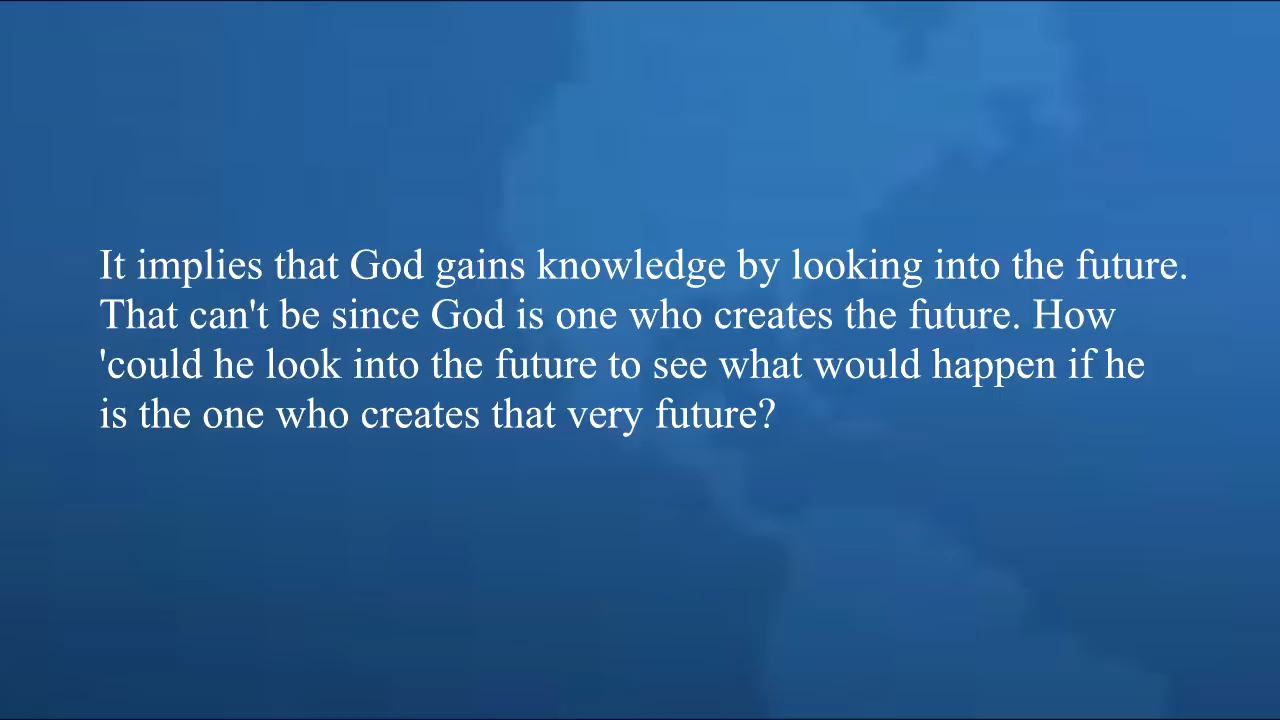 It implies that God gains knowledge by looking into the future.
That can't be since God is one who creates the future. How
'could he look into the future to see what would happen if he
is the one who creates that very future?